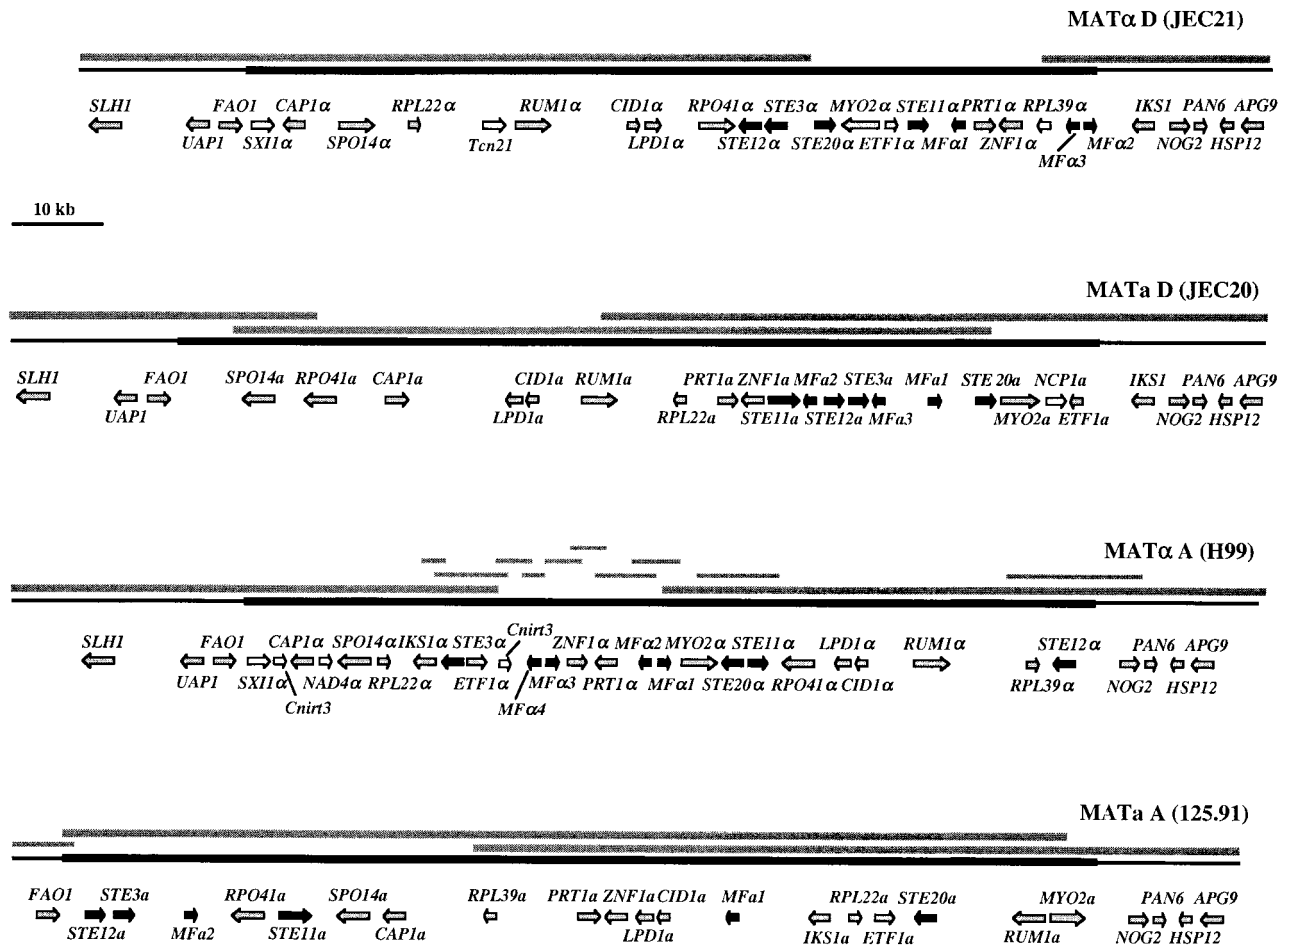 MATα D (JEC21)
SLH1 FAO1 CAP1α RPL22α RUM1α CID1α RPO41α STE3α MYO2α STE11α PRT1α RPL39α IKS1 PAN6 APG9
UAP1 SXI1α SPO14α Tcn21 LPD1α STE12α STE20α ETF1α MFα1 ZNF1α MFα2 NOG2 HSP12
MFα3
10 kb
MATa D (JEC20)
SLH1 FAO1 SPO14a RPO41a CAP1a CID1a RUM1a PRT1a ZNF1a MFa2 STE3a MFa1 STE 20a NCP1a IKS1 PAN6 APG9
UAP1 LPD1a RPL22a STE11a STE12a MFa3 MYO2a ETF1a NOG2 HSP12
MATα A (H99)
Cnirt3
SLH1 FAO1 CAP1α SPO14α IKS1α STE3α ZNF1α MFα2 MYO2α STE11α LPD1α RUM1α STE12α PAN6 APG9
UAP1 SXI1α NAD4α RPL22α ETF1α MFα3 PRT1α MFα1 STE20α RPO41α CID1α RPL39α NOG2 HSP12
Cnirt3 MFα4
MATa A (125.91)
FAO1 STE3a RPO41a SPO14a RPL39a PRT1a ZNF1a CID1a MFa1 RPL22a STE20a MYO2a PAN6 APG9
STE12a MFa2 STE11a CAP1a LPD1a IKS1a ETF1a RUM1a NOG2 HSP12